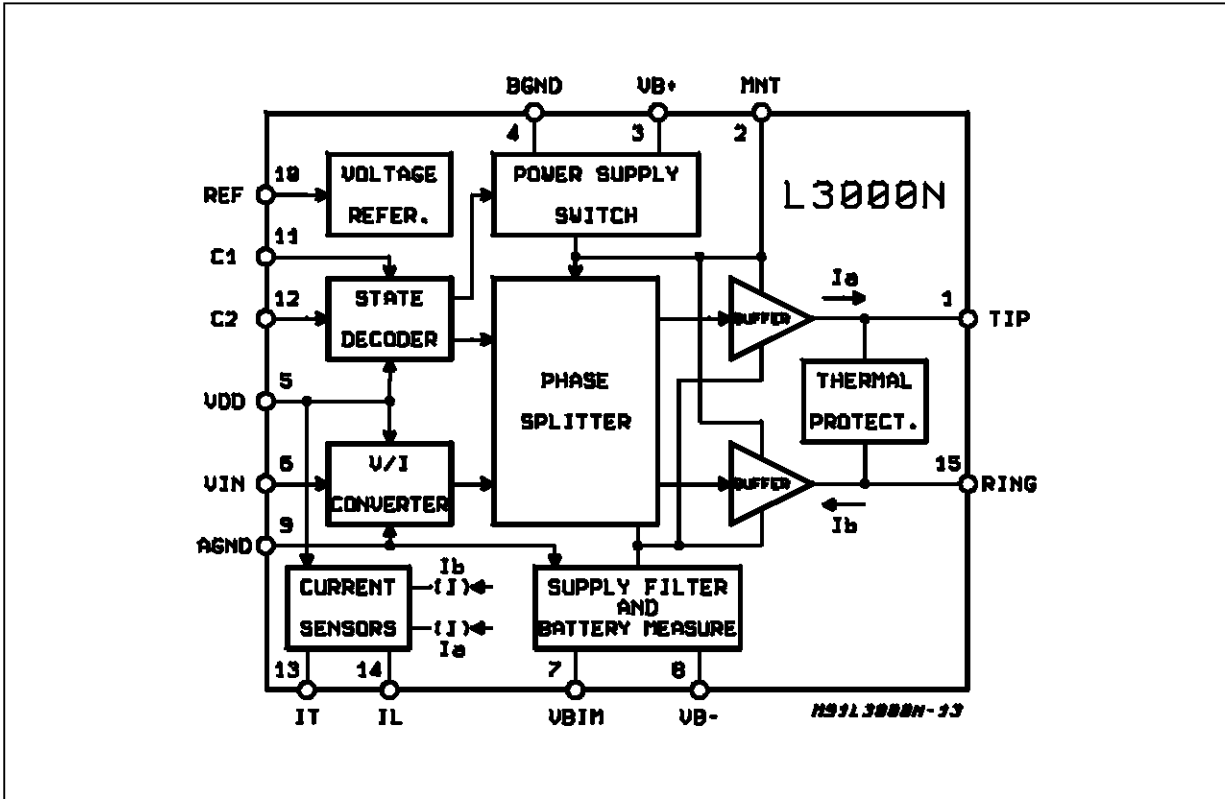 BGND VB+ MNT
4 3 2
10 VOLTAGE POWER SUPPLY
REF REFER. SWITCH L3000N
11
C1
12 STATE Ia 1
C2 DECODER BUFFER TIP
5 PHASE THERMAL
VDD SPLITTER PROTECT.
6 V/I 15
VIN CONVERTER BUFFER RING
9 Ib
AGND
CURRENT Ib SUPPLY FILTER
(I) AND
SENSORS (I) BATTERY MEASURE
Ia
13 14 7 8
IT IL VBIM VB-
M93L3000N-33